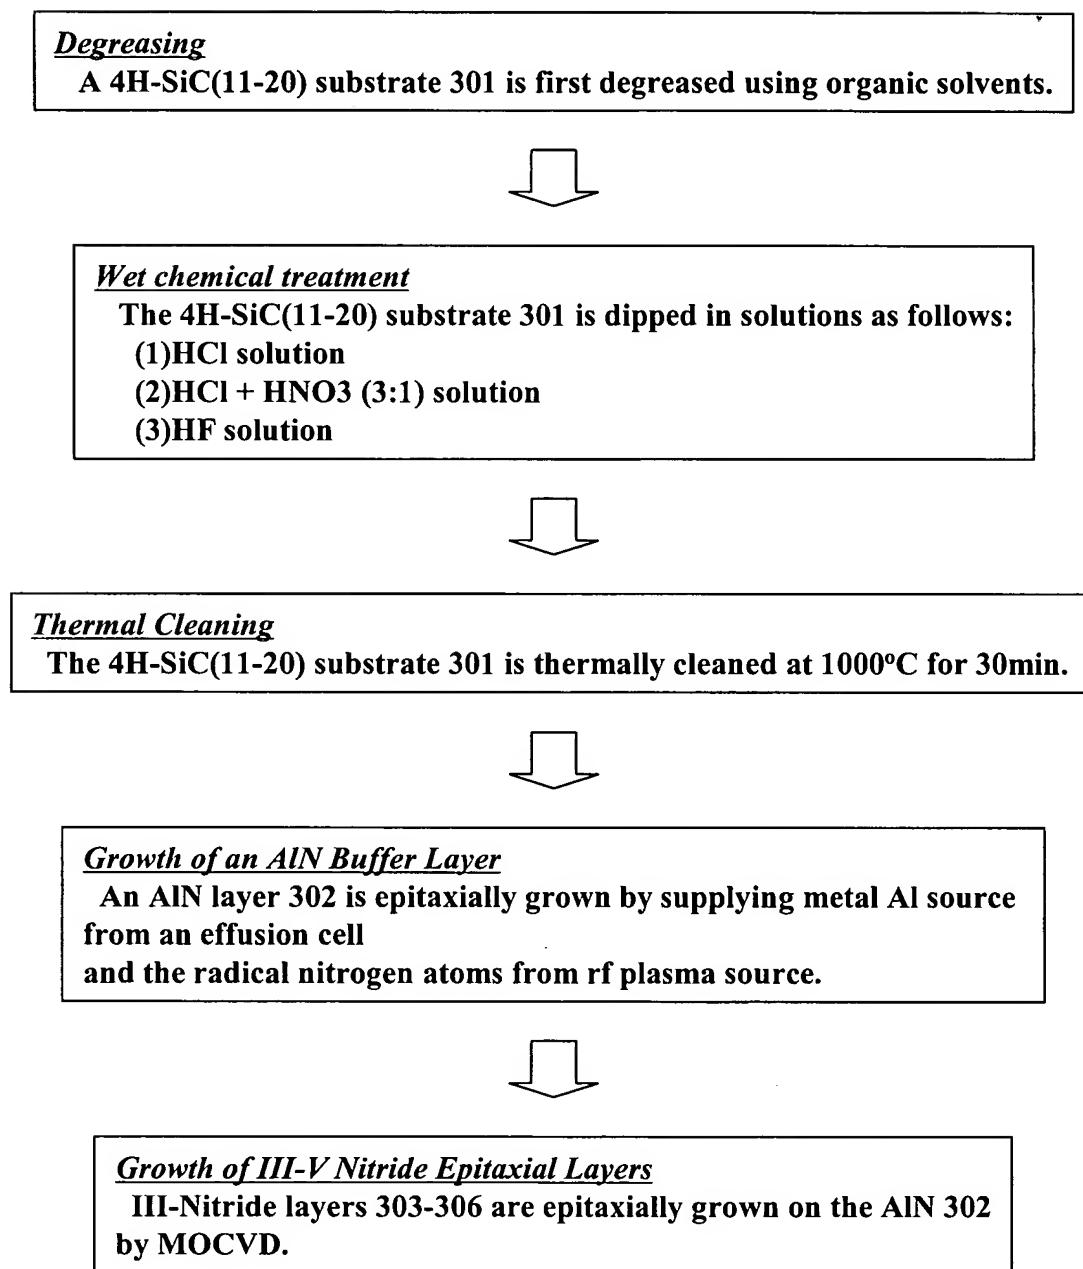 Degreasing
A 4H-SiC(11-20) substrate 301 is first degreased using organic solvents.
Wet chemical treatment
The 4H-SiC(11-20) substrate 301 is dipped in solutions as follows:
(1)HCl solution
(2)HCl + HNO3 (3:1) solution
(3)HF solution
Thermal Cleaning
The 4H-SiC(11-20) substrate 301 is thermally cleaned at 1000°C for 30min.
Growth of an AlN Buffer Layer
An AlN layer 302 is epitaxially grown by supplying metal Al source
from an effusion cell
and the radical nitrogen atoms from rf plasma source.
Growth of III-V Nitride Epitaxial Layers
III-Nitride layers 303-306 are epitaxially grown on the AlN 302
by MOCVD.